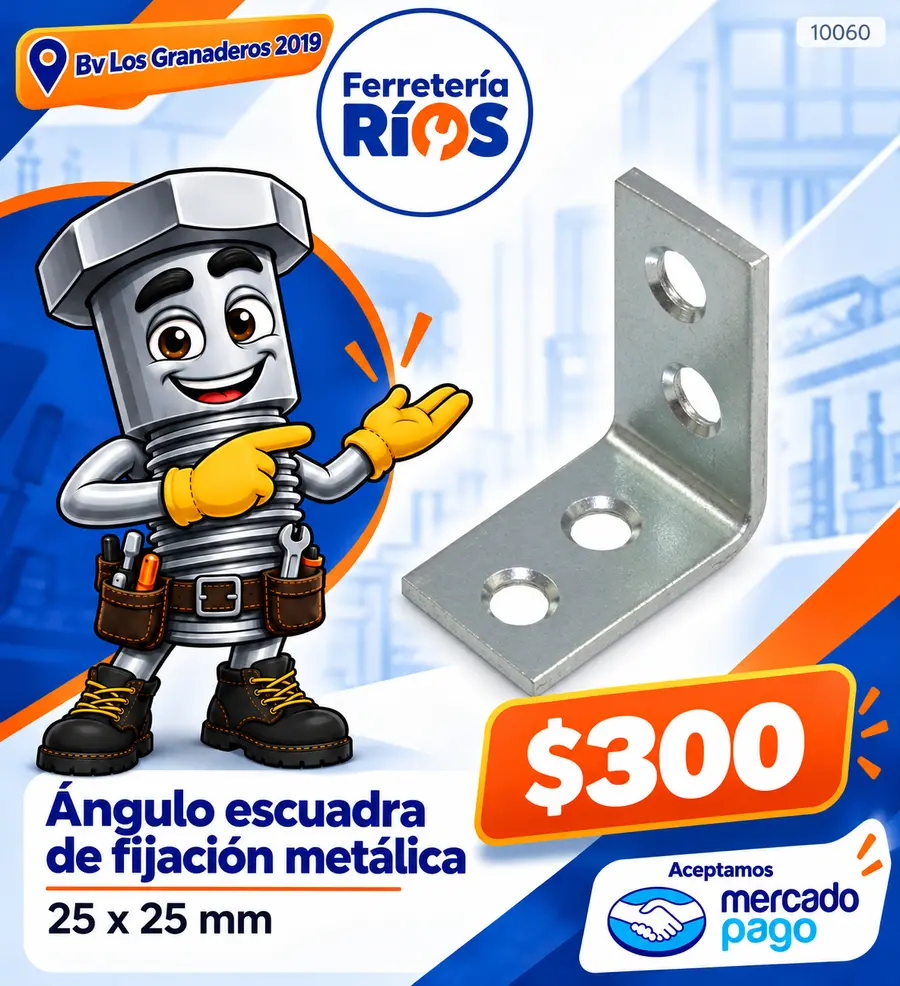 Bv Los Granaderos 2019
Ferretería
RÍOS
10060
$300
Ángulo escuadra
de fijación metálica
25 x 25 mm
Aceptamos
mercado
pago